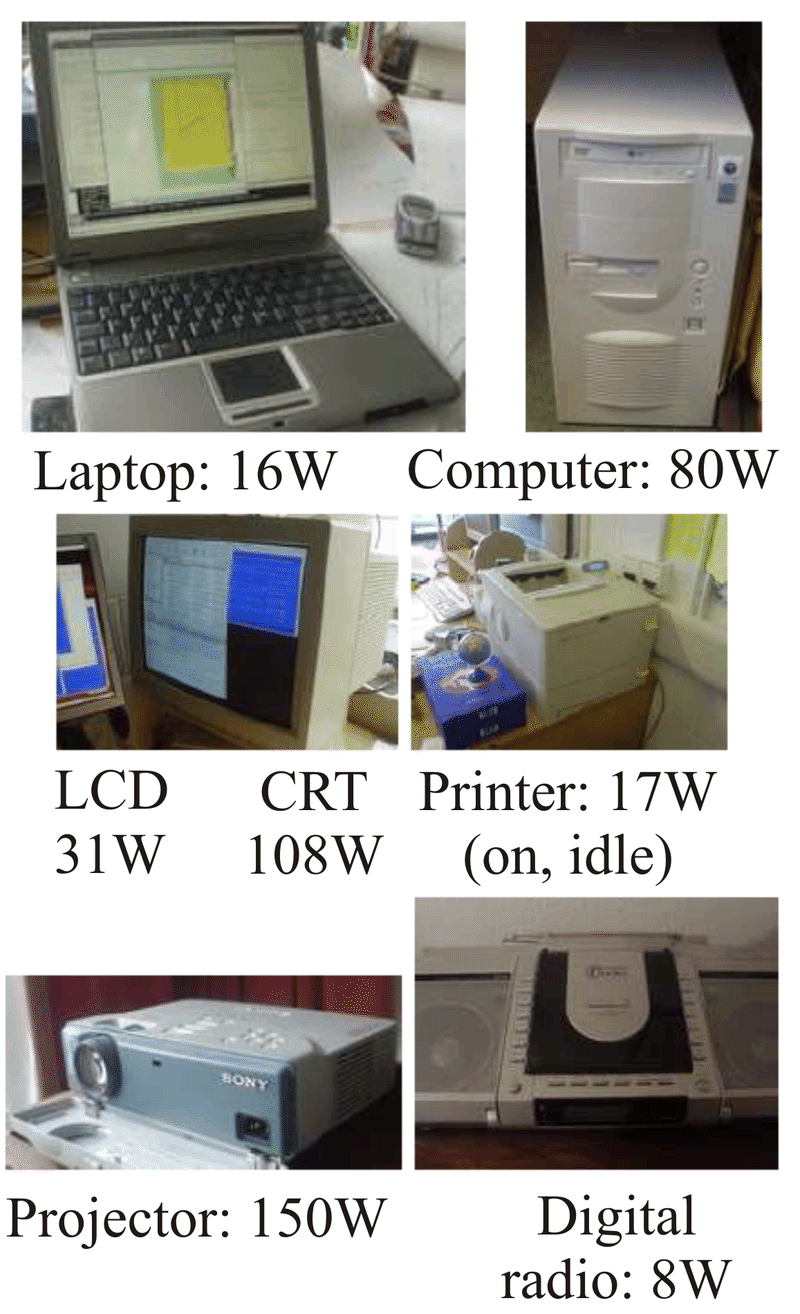 Laptop: 16W
Computer: 80W
LCD
31W
CRT
108W
Printer: 17W
(on, idle)
SONY
Projector: 150W
Digital
radio: 8W